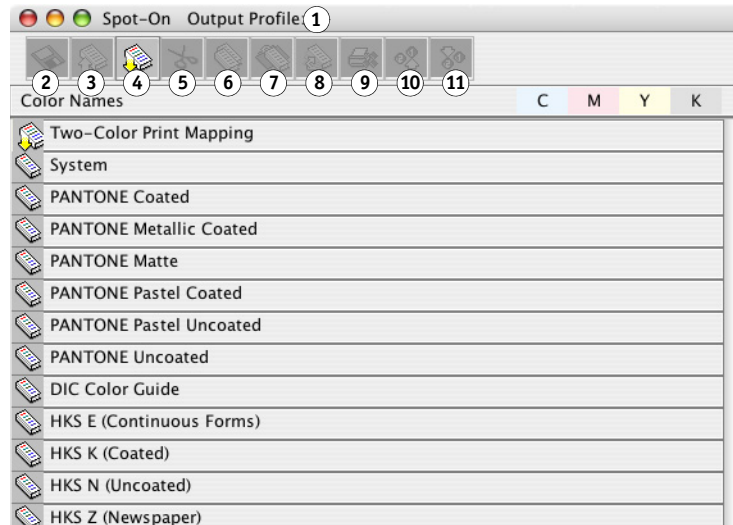 Spot-On Output Profile: 1
2 3 4 5 6 7 8 9 10 11
Color Names C M Y K
Two-Color Print Mapping
System
PANTONE Coated
PANTONE Metallic Coated
PANTONE Matte
PANTONE Pastel Coated
PANTONE Pastel Uncoated
PANTONE Uncoated
DIC Color Guide
HKS E (Continuous Forms)
HKS K (Coated)
HKS N (Uncoated)
HKS Z (Newspaper)